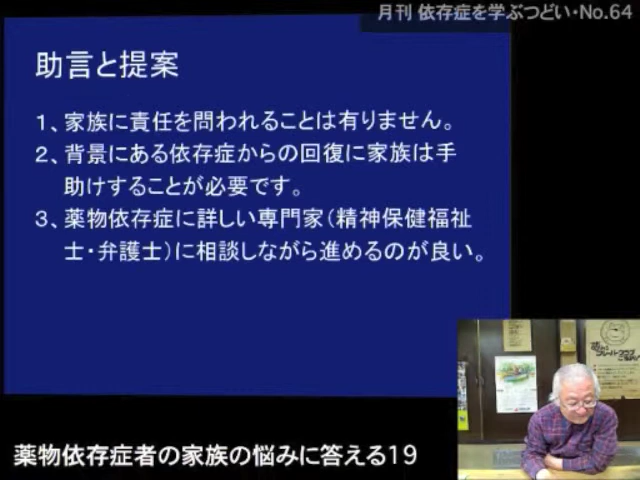 月刊 依存症を学ぶつどい・No.64
助言と提案
１、家族に責任を問われることは有りません。
２、背景にある依存症からの回復に家族は手
助けすることが必要です。
３、薬物依存症に詳しい専門家（精神保健福祉
士・弁護士）に相談しながら進めるのが良い。
薬物依存症者の家族の悩みに答える19